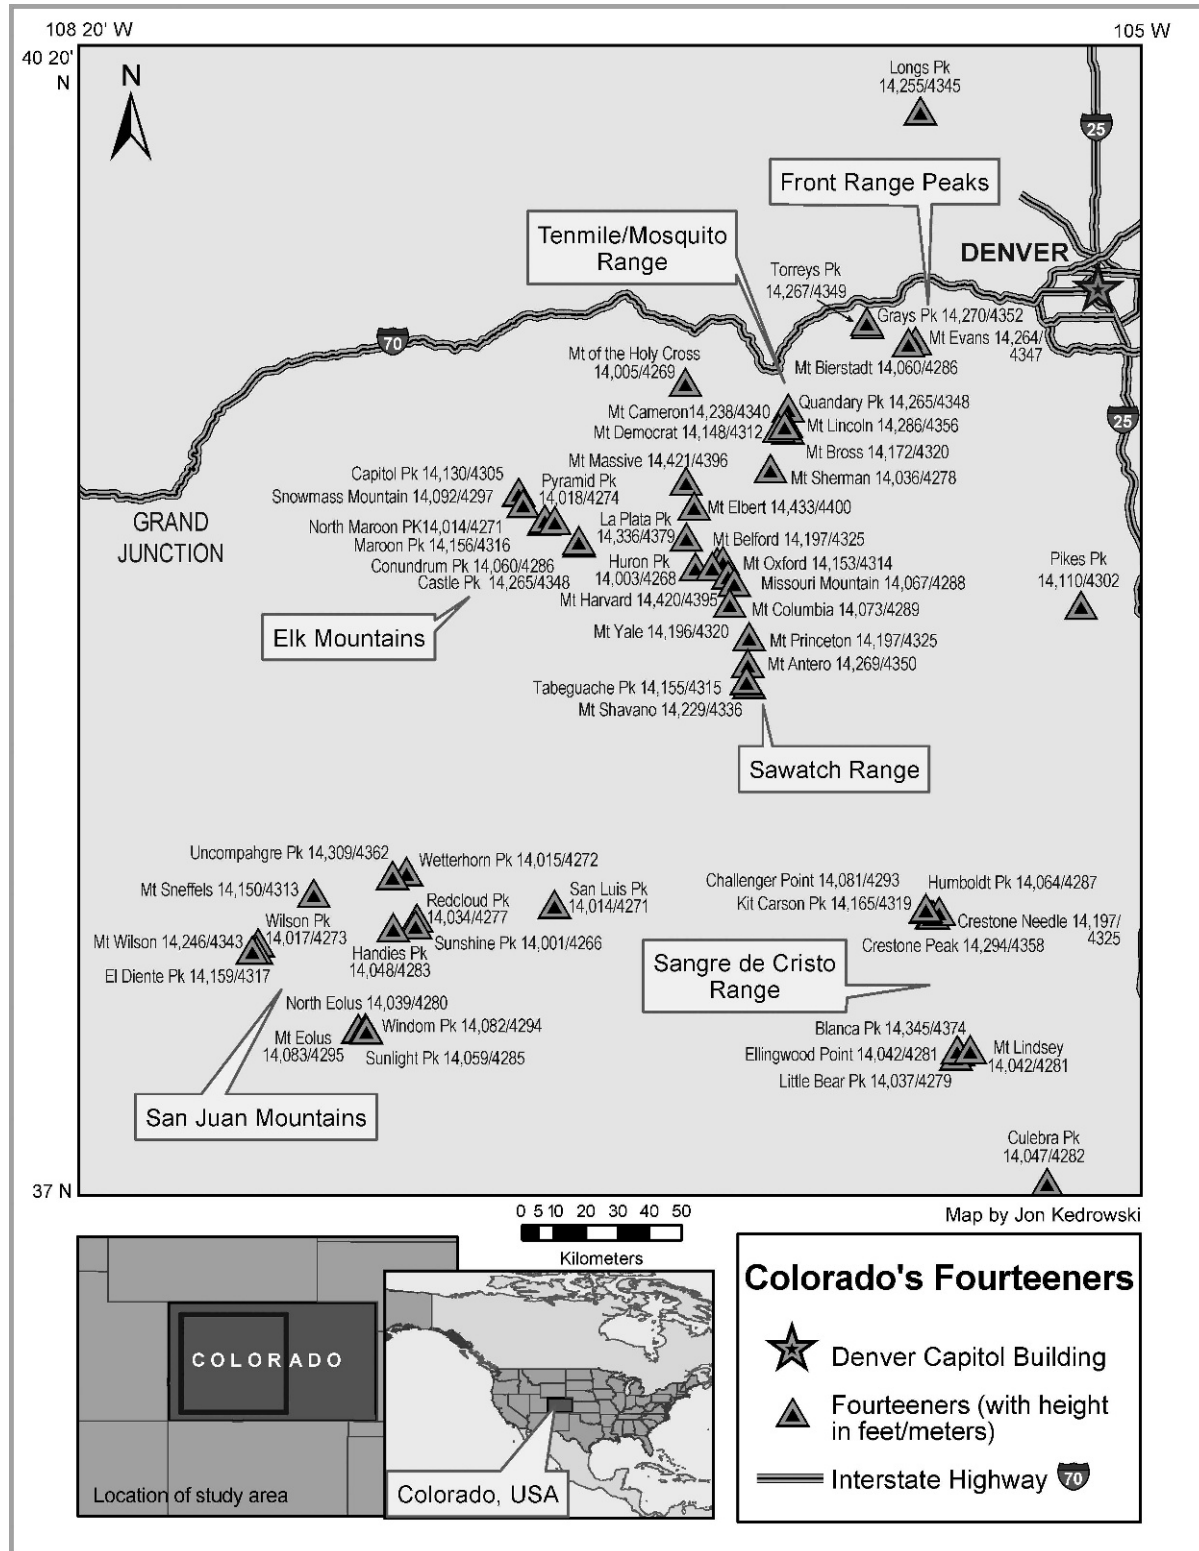 108 20' W
105 W
40 20'
N
N
Longs Pk
14,255/4345
25
Front Range Peaks
Tenmile/Mosquito
Range
DENVER
Torreys Pk
14,267/4349
Grays Pk 14,270/4352
Mt Evans 14,264/
4347
70
Mt of the Holy Cross
14,005/4269
Mt Bierstadt 14,060/4286
Quandary Pk 14,265/4348
Mt Cameron14,238/4340
Mt Lincoln 14,286/4356
Mt Democrat 14,148/4312
25
Mt Bross 14,172/4320
Mt Massive 14,421/4396
Mt Sherman 14,036/4278
Capitol Pk 14,130/4305
Pyramid Pk
14,018/4274
Snowmass Mountain 14,092/4297
Mt Elbert 14,433/4400
GRAND
JUNCTION
North Maroon PK14,014/4271
La Plata Pk
14,336/4379
Maroon Pk 14,156/4316
Mt Belford 14,197/4325
Conundrum Pk 14,060/4286
Huron Pk
14,003/4268
Mt Oxford 14,153/4314
Castle Pk 14,265/4348
Missouri Mountain 14,067/4288
Pikes Pk
14,110/4302
Mt Harvard 14,420/4395
Mt Columbia 14,073/4289
Elk Mountains
Mt Yale 14,196/4320
Mt Princeton 14,197/4325
Mt Antero 14,269/4350
Tabeguache Pk 14,155/4315
Mt Shavano 14,229/4336
Sawatch Range
Uncompahgre Pk 14,309/4362
Wetterhorn Pk 14,015/4272
Mt Sneffels 14,150/4313
Redcloud Pk
14,034/4277
San Luis Pk
14,014/4271
Challenger Point 14,081/4293
Humboldt Pk 14,064/4287
Kit Carson Pk 14,165/4319
Wilson Pk
14,017/4273
Crestone Needle 14,197/
4325
Mt Wilson 14,246/4343
Sunshine Pk 14,001/4266
Crestone Peak 14,294/4358
Handies Pk
14,048/4283
El Diente Pk 14,159/4317
Sangre de Cristo
Range
North Eolus 14,039/4280
Windom Pk 14,082/4294
Mt Eolus
14,083/4295
Sunlight Pk 14,059/4285
Blanca Pk 14,345/4374
Ellingwood Point 14,042/4281
Mt Lindsey
14,042/4281
Little Bear Pk 14,037/4279
San Juan Mountains
Culebra Pk
14,047/4282
37 N
0 5 10 20 30 40 50
Kilometers
Map by Jon Kedrowski
COLORADO
Location of study area
Colorado, USA
Colorado's Fourteeners
Denver Capitol Building
Fourteeners (with height
in feet/meters)
Interstate Highway 70